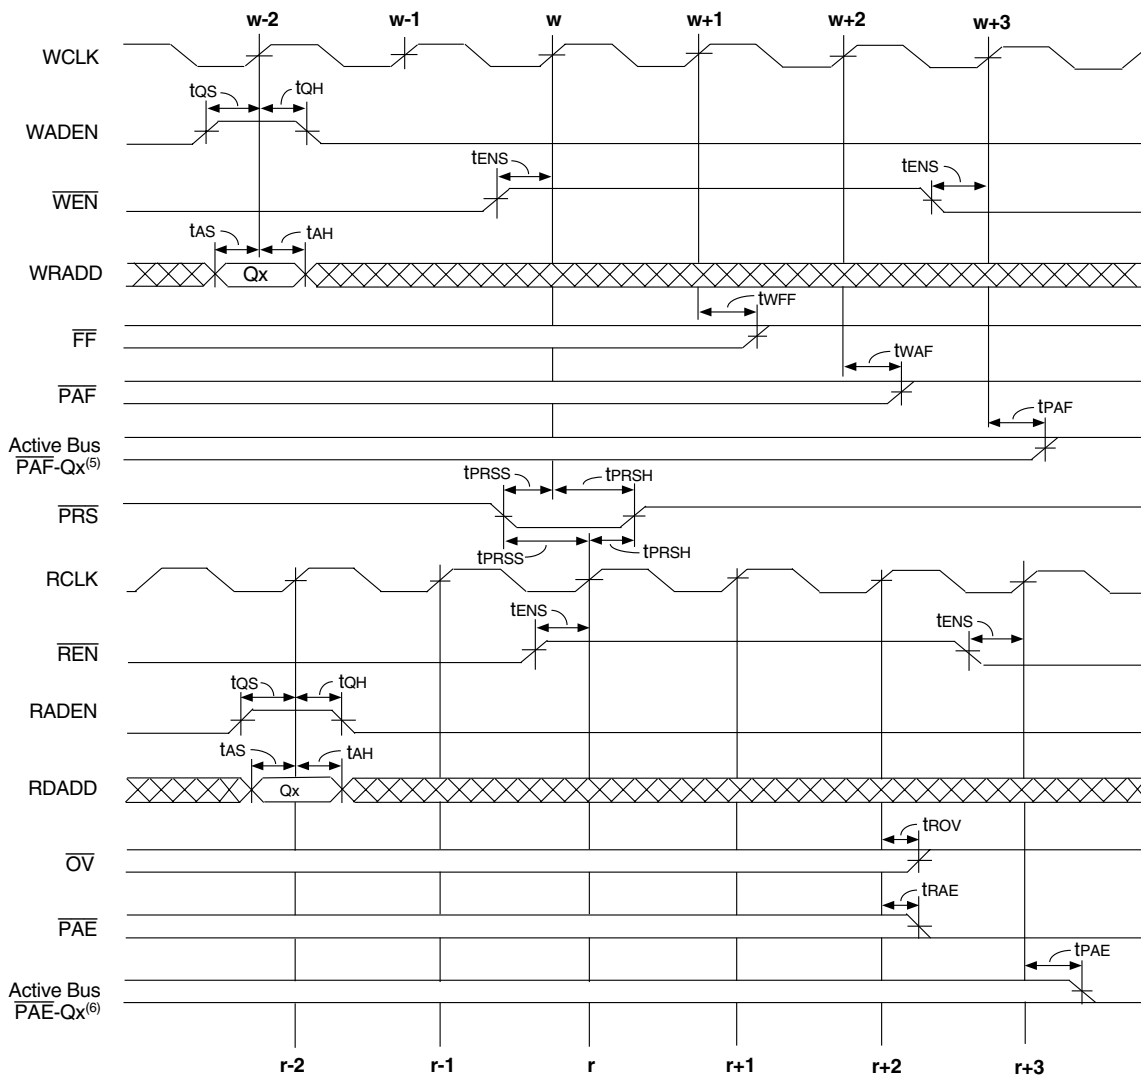 w-2 w-1 w w+1 w+2 w+3
WCLK
tQS tQH
WADEN
tENS tENS
WEN
tAS tAH
WRADD Qx
tWFF
FF
tWAF
PAF
tPAF
Active Bus
PAF-Qx(5)
tPRSS tPRSH
PRS
tPRSS tPRSH
RCLK
tENS tENS
REN
tQS tQH
RADEN
tAS tAH
RDADD Qx
tROV
OV
tRAE
PAE
tPAE
Active Bus
PAE-Qx(6)
r-2 r-1 r r+1 r+2 r+3